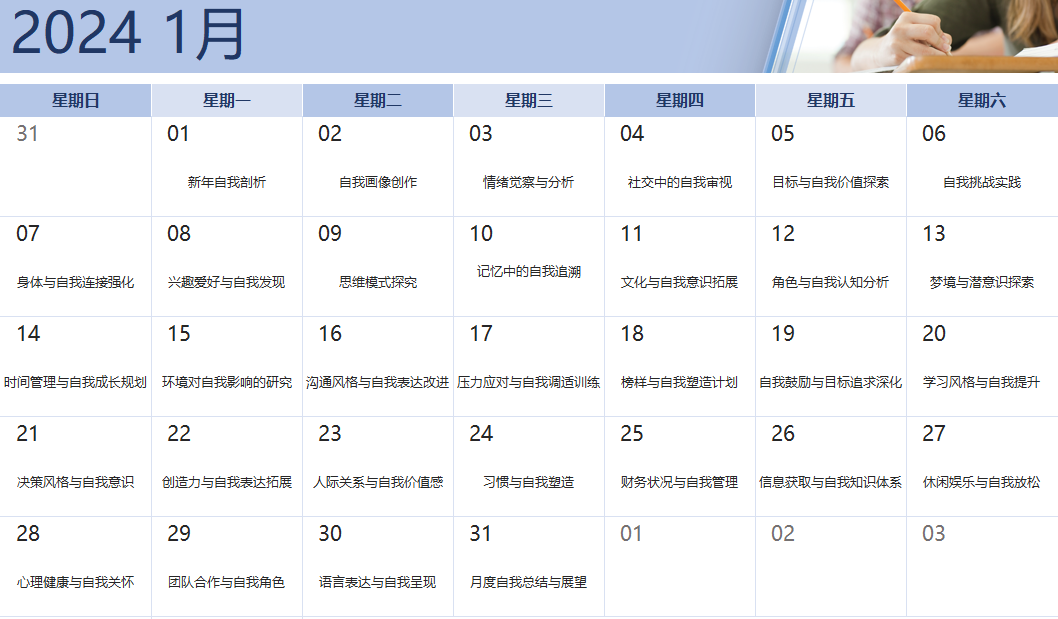 2024 1月
星期日 星期一 星期二 星期三 星期四 星期五 星期六
31 01 02 03 04 05 06
新年自我剖析 自我画像创作 情绪觉察与分析 社交中的自我审视 目标与自我价值探索 自我挑战实践
07 08 09 10 11 12 13
身体与自我连接强化 兴趣爱好与自我发现 思维模式探究 记忆中的自我追溯 文化与自我意识拓展 角色与自我认知分析 梦境与潜意识探索
14 15 16 17 18 19 20
时间管理与自我成长规划 环境对自我影响的研究 沟通风格与自我表达改进 压力应对与自我调适训练 榜样与自我塑造计划 自我鼓励与目标追求深化 学习风格与自我提升
21 22 23 24 25 26 27
决策风格与自我意识 创造力与自我表达拓展 人际关系与自我价值感 习惯与自我塑造 财务状况与自我管理 信息获取与自我知识体系 休闲娱乐与自我放松
28 29 30 31 01 02 03
心理健康与自我关怀 团队合作与自我角色 语言表达与自我呈现 月度自我总结与展望